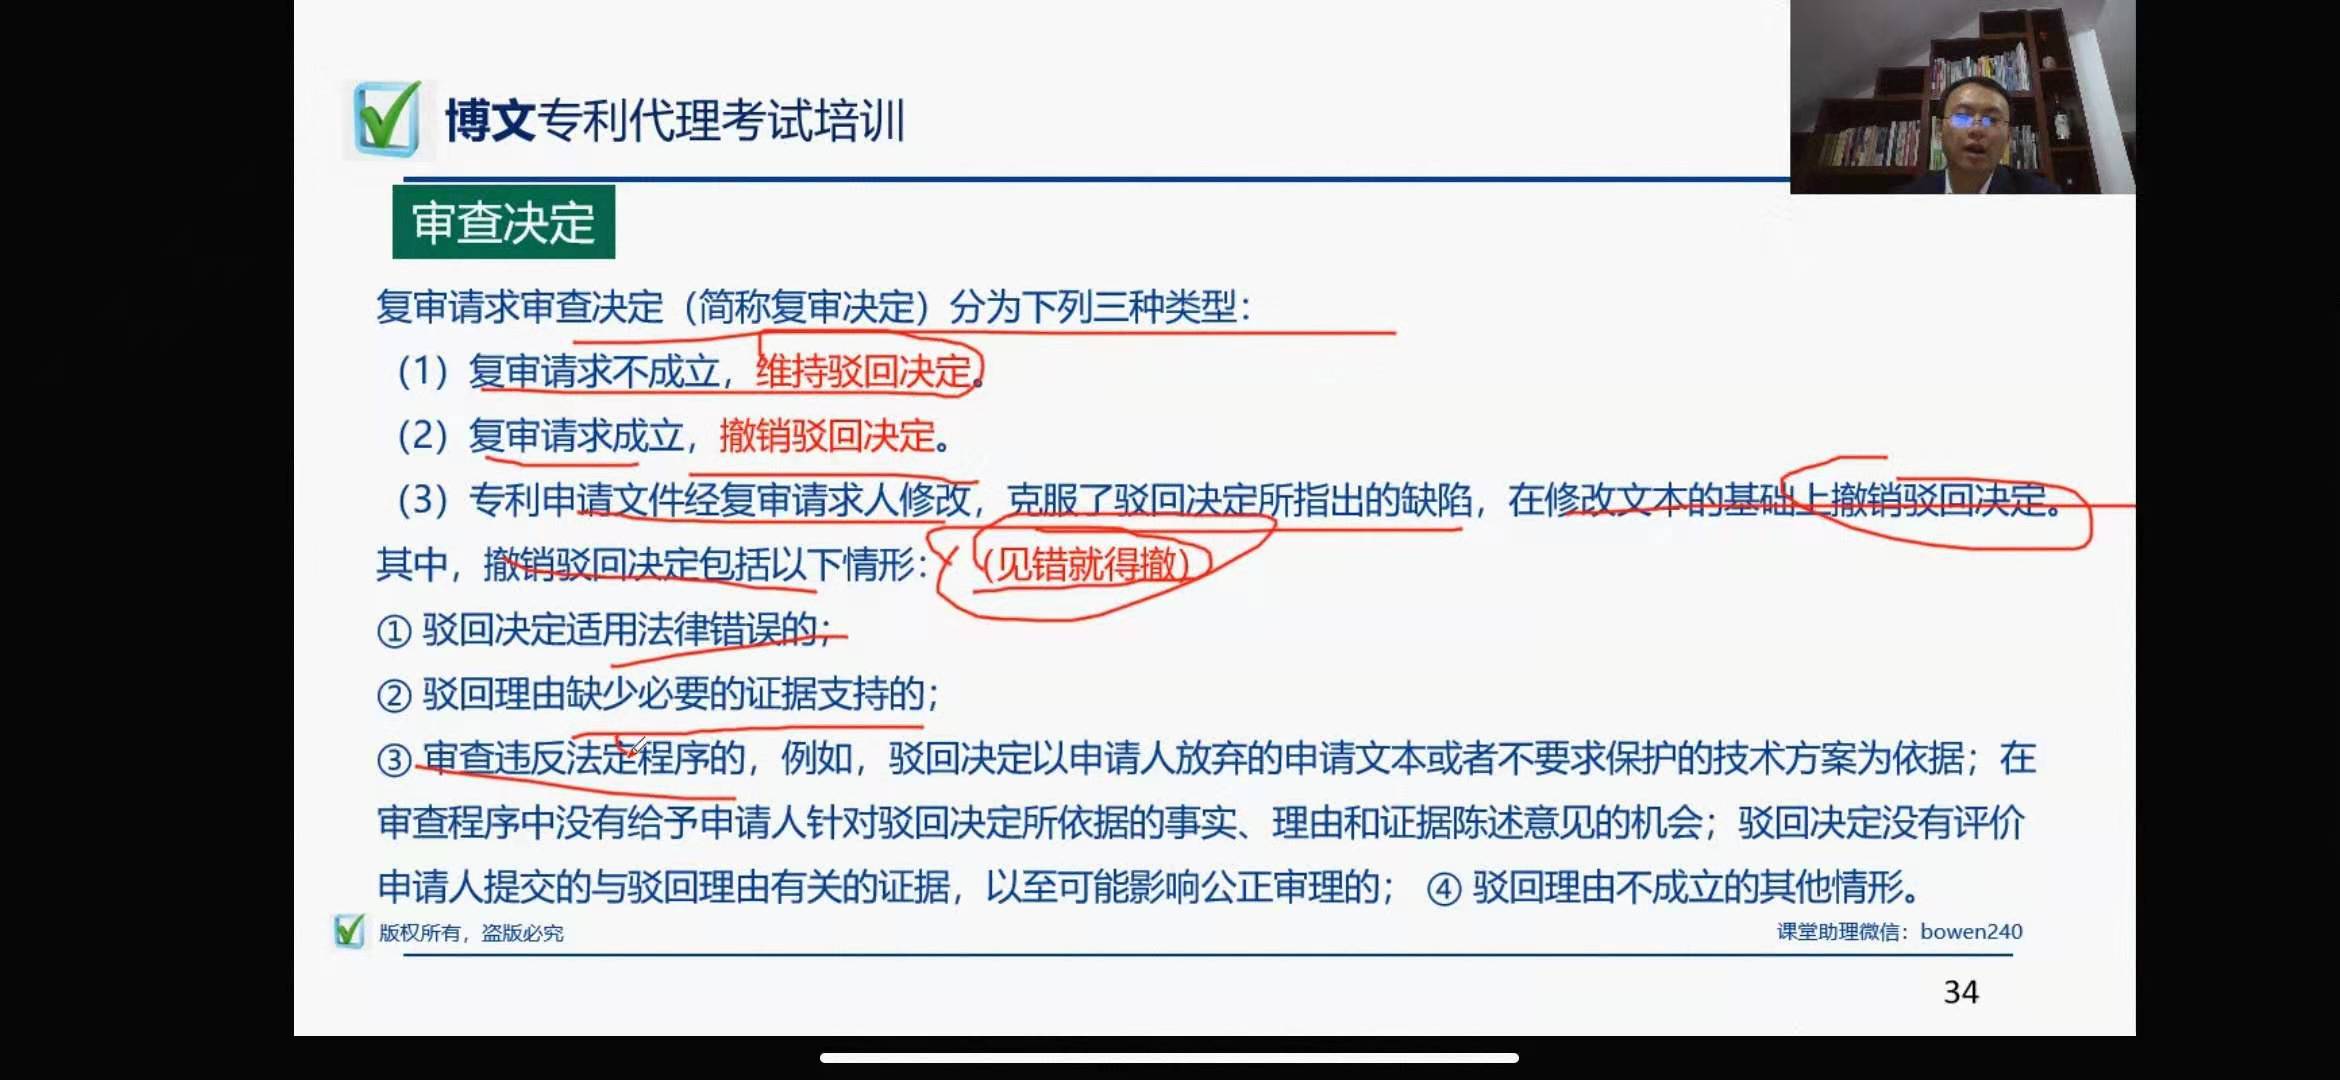 博文专利代理考试培训
审查决定
复审请求审查决定（简称复审决定）分为下列三种类型：
（1）复审请求不成立，维持驳回决定。
（2）复审请求成立，撤销驳回决定。
（3）专利申请文件经复审请求人修改，克服了驳回决定所指出的缺陷，在修改文本的基础上撤销驳回决定。
其中，撤销驳回决定包括以下情形：（见错就得撤）
① 驳回决定适用法律错误的；
② 驳回理由缺少必要的证据支持的；
③ 审查违反法定程序的，例如，驳回决定以申请人放弃的申请文本或者不要求保护的技术方案为依据；在
审查程序中没有给予申请人针对驳回决定所依据的事实、理由和证据陈述意见的机会；驳回决定没有评价
申请人提交的与驳回理由有关的证据，以至可能影响公正审理的； ④ 驳回理由不成立的其他情形。
版权所有，盗版必究
课堂助理微信：bowen240
34